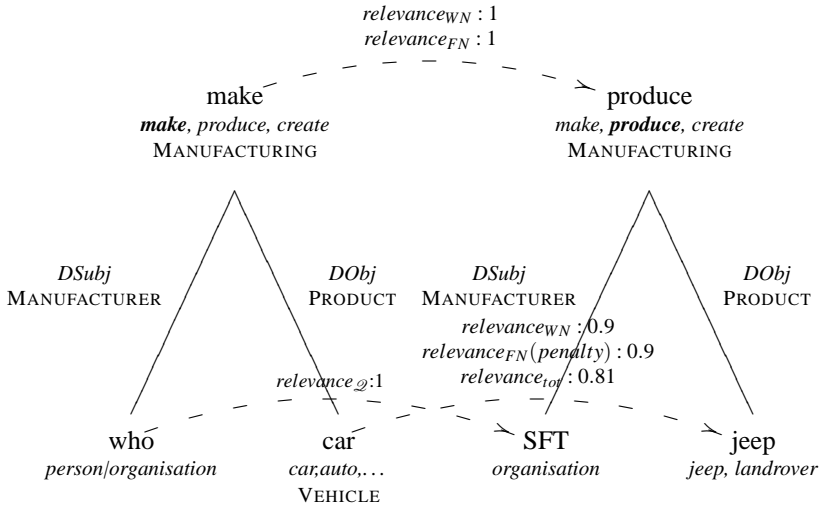 relevance_WN : 1
relevance_FN : 1
make
make, produce, create
MANUFACTURING
produce
make, produce, create
MANUFACTURING
DSubj
MANUFACTURER
DObj
PRODUCT
DSubj
MANUFACTURER
DObj
PRODUCT
relevance_WN : 0.9
relevance_FN(penalty) : 0.9
relevance_tot : 0.81
relevance_𝒬:1
who
person/organisation
car
car,auto,...
VEHICLE
SFT
organisation
jeep
jeep, landrover